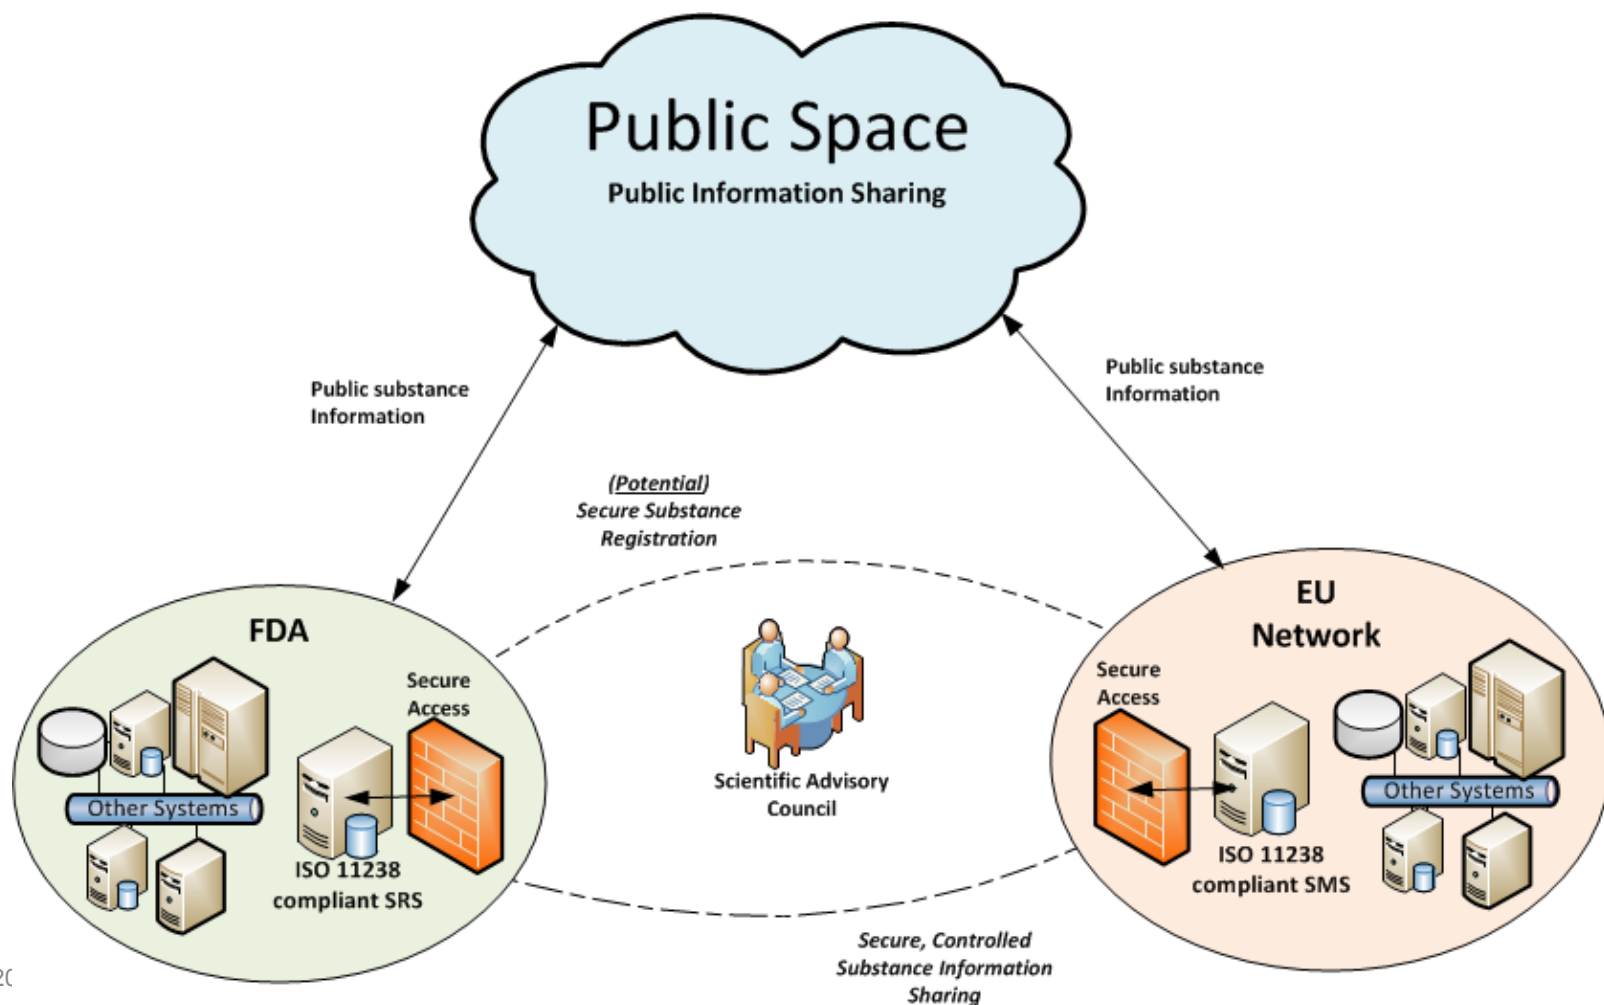 Public Space
Public Information Sharing
Public substance
Information
Public substance
Information
(Potential)
Secure Substance
Registration
FDA
Secure
Access
Other Systems
ISO 11238
compliant SRS
Scientific Advisory
Council
EU
Network
Secure
Access
Other Systems
ISO 11238
compliant SMS
Secure, Controlled
Substance Information
Sharing